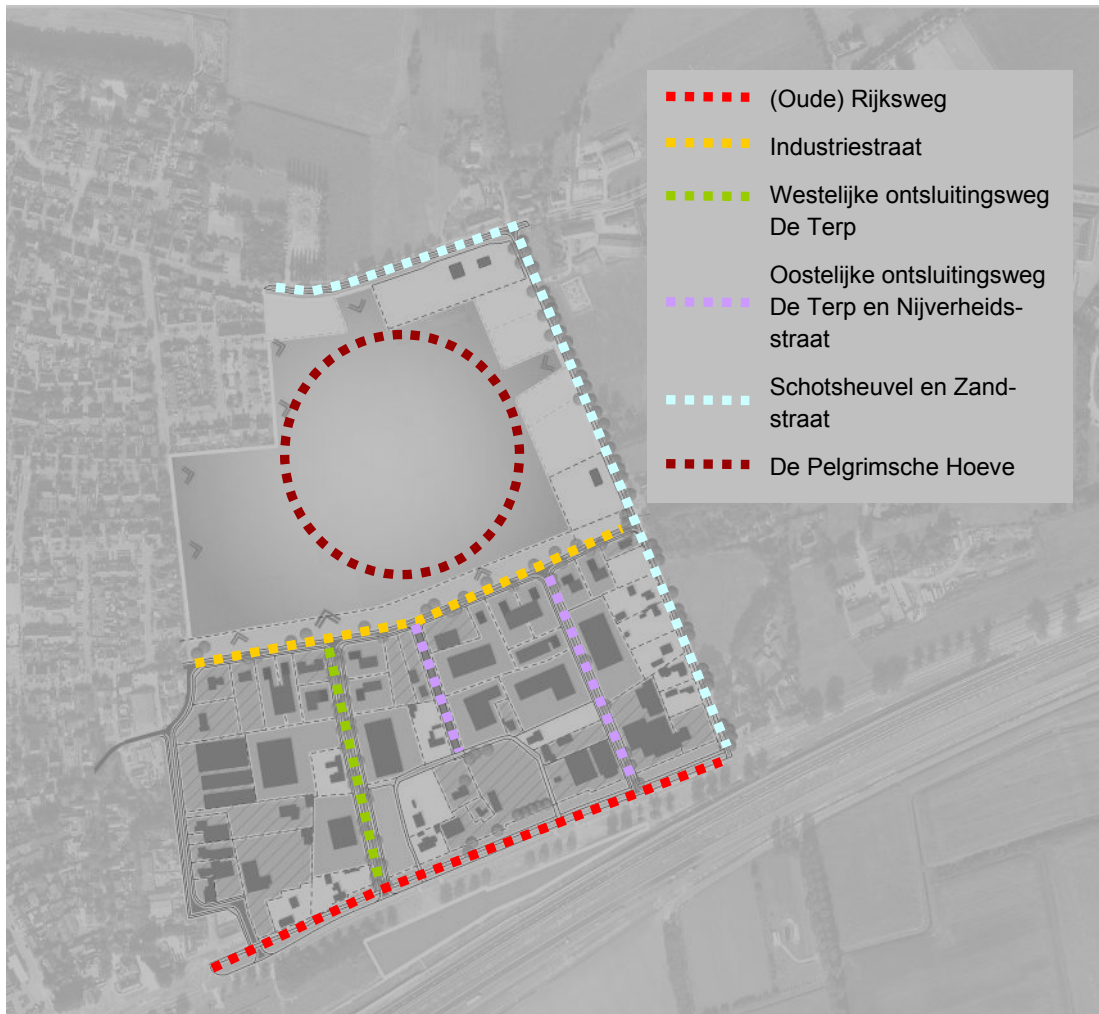 (Oude) Rijksweg
Industriestraat
Westelijke ontsluitingsweg
De Terp
Oostelijke ontsluitingsweg
De Terp en Nijverheids-
straat
Schotsheuvel en Zand-
straat
De Pelgrimsche Hoeve